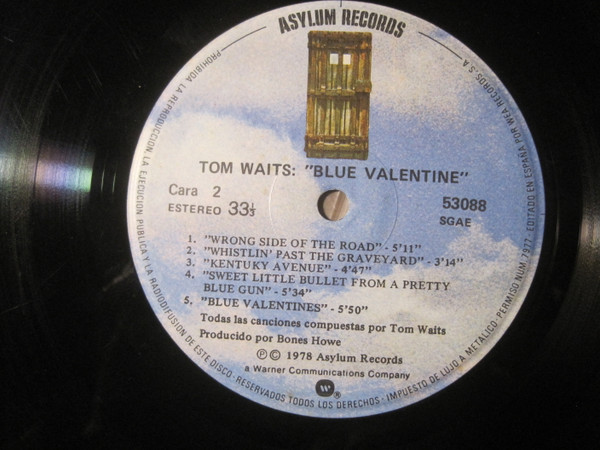 ASYLUM RECORDS
TOM WAITS: "BLUE VALENTINE"
Cara 2
ESTEREO 33⅓
53088
SGAE
1. "WRONG SIDE OF THE ROAD" - 5'11"
2. "WHISTLIN' PAST THE GRAVEYARD" - 3'14"
3. "KENTUKY AVENUE" - 4'47"
4. "SWEET LITTLE BULLET FROM A PRETTY
BLUE GUN" - 5'34"
5. "BLUE VALENTINES" - 5'50"
Todas las canciones compuestas por Tom Waits
Producido por Bones Howe
Ⓟ © 1978 Asylum Records
a Warner Communications Company
W ®
PROHIBIDA LA REPRODUCCION, LA EJECUCION PUBLICA Y LA RADIODIFUSION DE ESTE DISCO - RESERVADOS TODOS LOS DERECHOS - IMPUESTO DE LUJO A METALICO - PERMISO NUM. 7977 - EDITADO EN ESPAÑA POR WEA RECORDS, S.A.